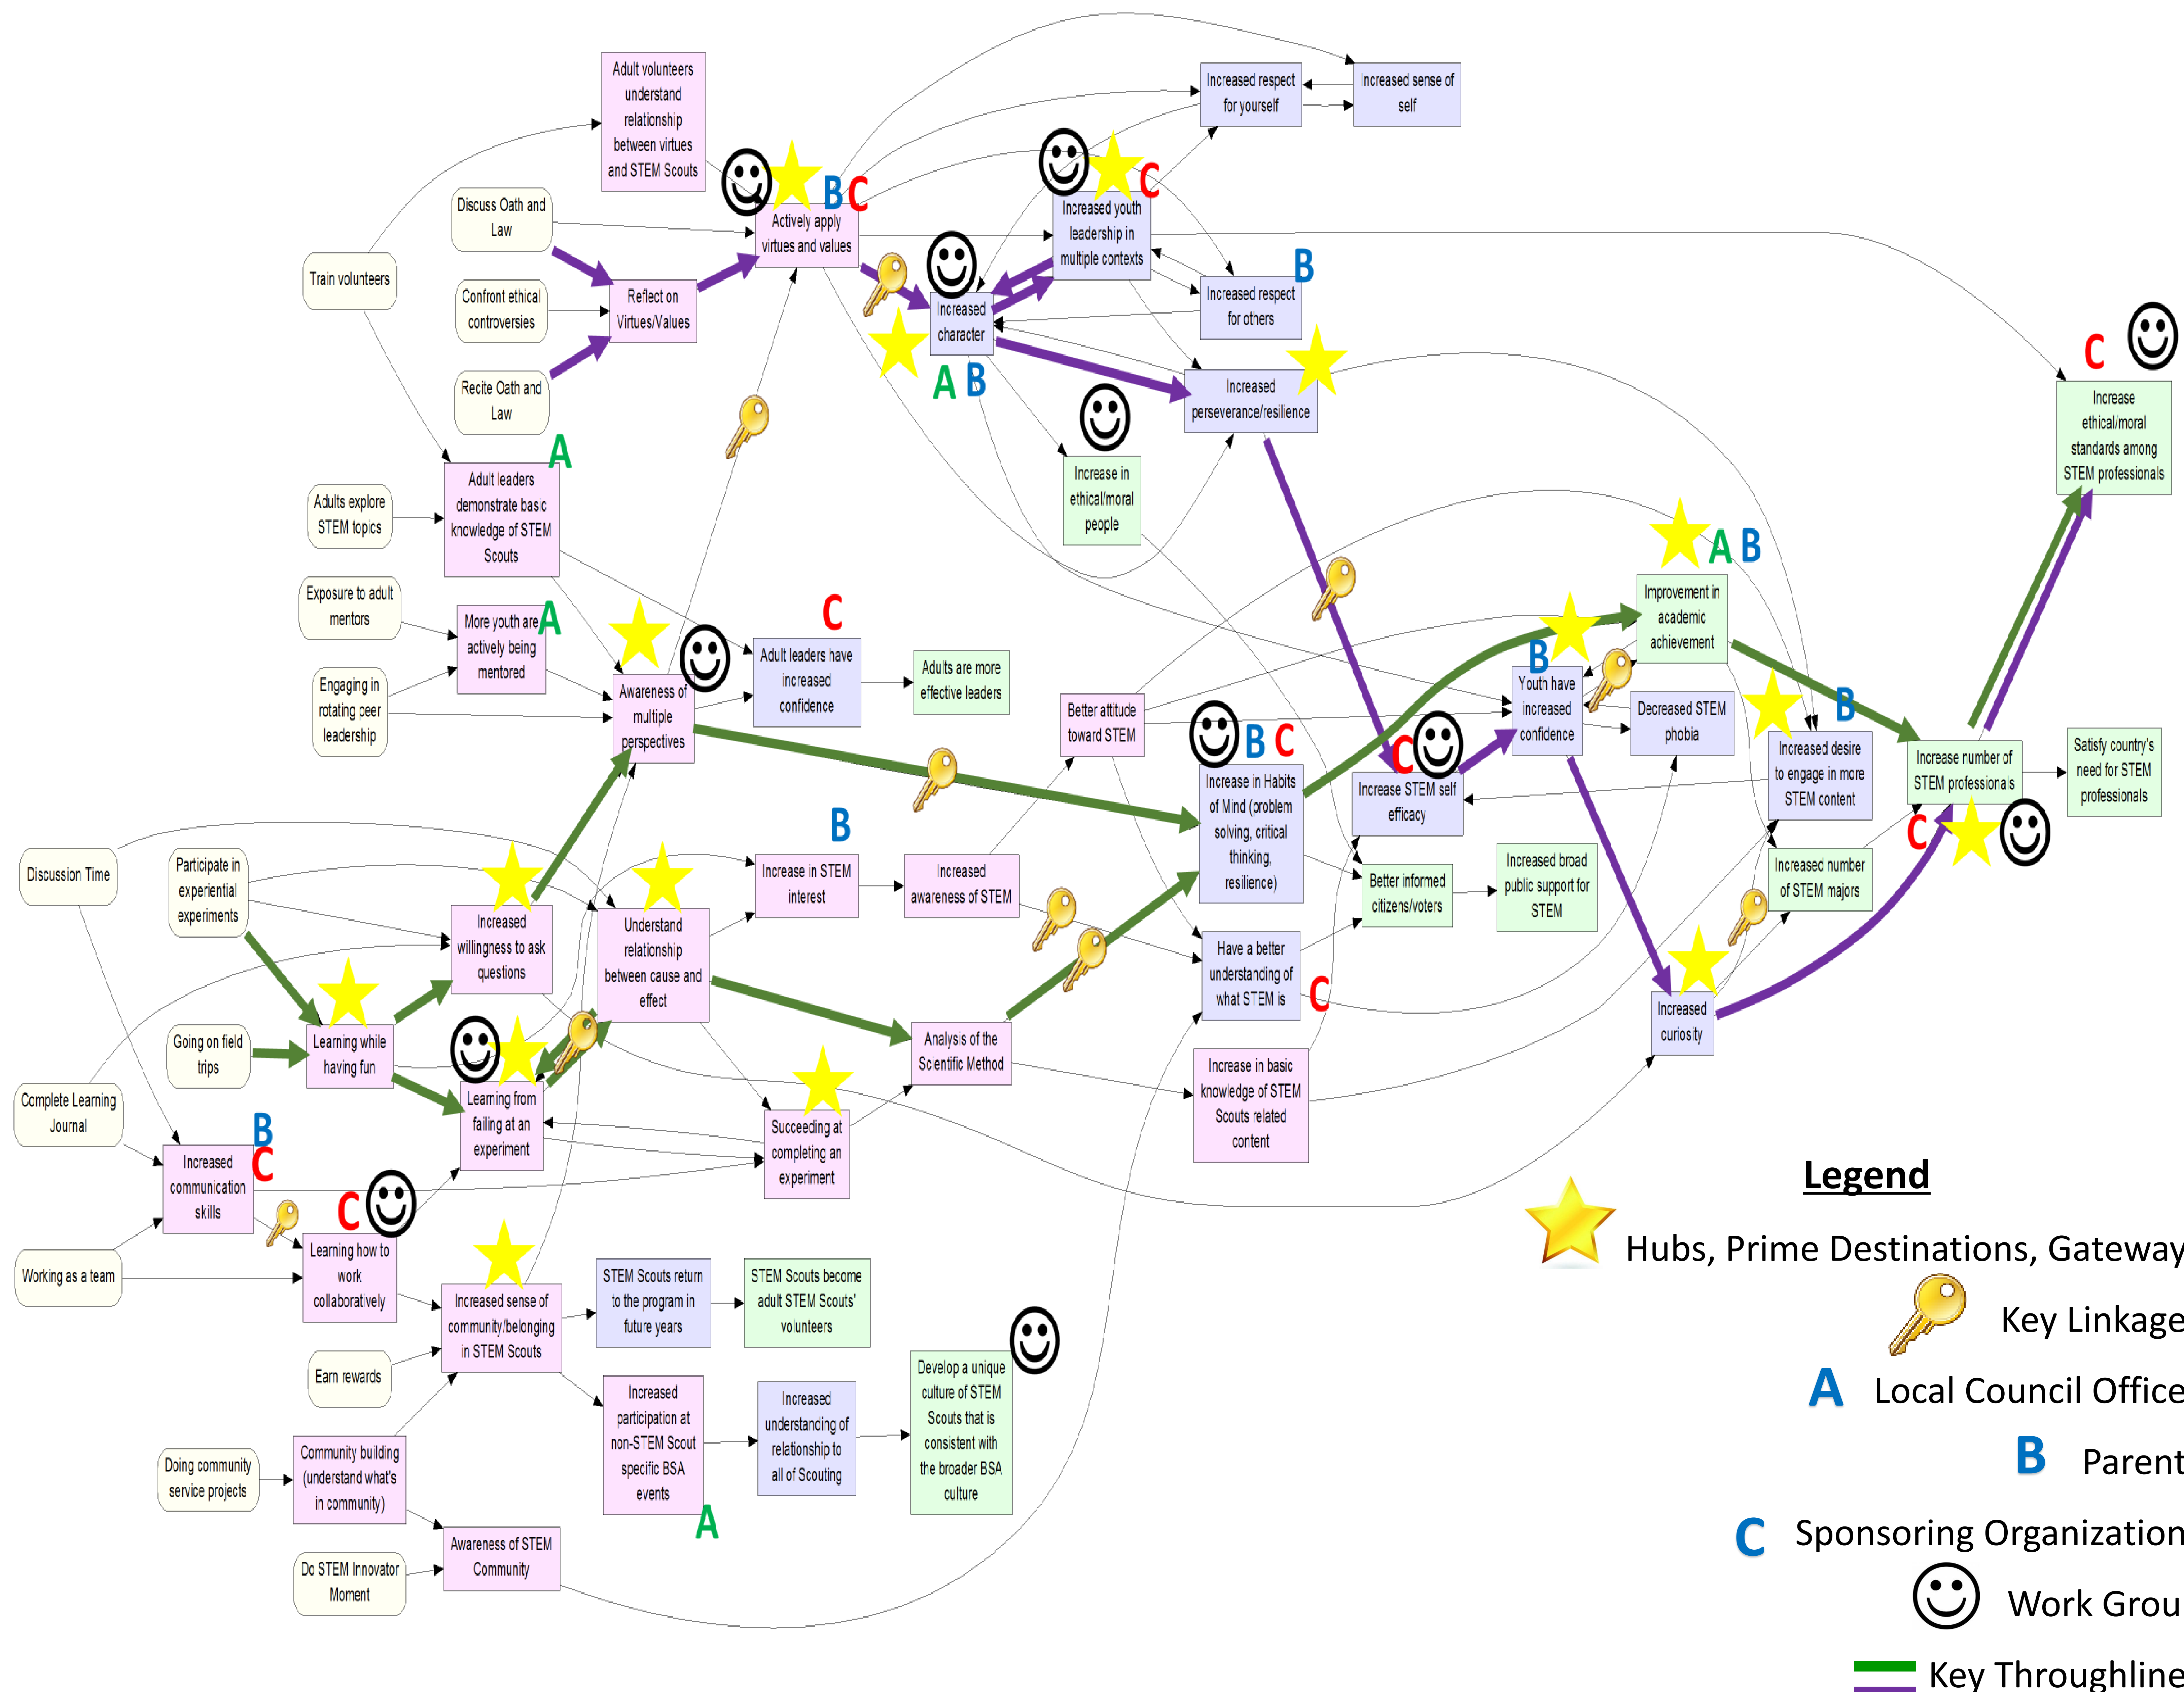 Adult volunteers
understand
relationship
between virtues
and STEM Scouts
Increased respect
for yourself
Increased sense of
self
Discuss Oath and
Law
B
C
Actively apply
virtues and values
C
Increased youth
leadership in
multiple contexts
Train volunteers
Confront ethical
controversies
Reflect on
Virtues/Values
Increased
character
A
B
B
Increased respect
for others
Recite Oath and
Law
Increased
perseverance/resilience
C
Increase
ethical/moral
standards among
STEM professionals
A
Adult leaders
demonstrate basic
knowledge of STEM
Scouts
Adults explore
STEM topics
Increase in
ethical/moral
people
A
B
Improvement in
academic
achievement
Exposure to adult
mentors
A
More youth are
actively being
mentored
Engaging in
rotating peer
leadership
Awareness of
multiple
perspectives
C
Adult leaders have
increased
confidence
Adults are more
effective leaders
Better attitude
toward STEM
B
C
Increase in Habits
of Mind (problem
solving, critical
thinking,
resilience)
C
Increase STEM self
efficacy
B
Youth have
increased
confidence
Decreased STEM
phobia
B
Increased desire
to engage in more
STEM content
Increase number of
STEM professionals
C
Satisfy country's
need for STEM
professionals
Discussion Time
Participate in
experiential
experiments
Increased
willingness to ask
questions
Understand
relationship
between cause and
effect
B
Increase in STEM
interest
Increased
awareness of STEM
Better informed
citizens/voters
Increased broad
public support for
STEM
Increased number
of STEM majors
Have a better
understanding of
what STEM is
C
Increased
curiosity
Going on field
trips
Learning while
having fun
Analysis of the
Scientific Method
Increase in basic
knowledge of STEM
Scouts related
content
Complete Learning
Journal
Learning from
failing at an
experiment
Succeeding at
completing an
experiment
B
C
Increased
communication
skills
C
Learning how to
work
collaboratively
Working as a team
Increased sense of
community/belonging
in STEM Scouts
STEM Scouts return
to the program in
future years
STEM Scouts become
adult STEM Scouts'
volunteers
Earn rewards
Increased
participation at
non-STEM Scout
specific BSA
events
A
Increased
understanding of
relationship to
all of Scouting
Develop a unique
culture of STEM
Scouts that is
consistent with
the broader BSA
culture
Doing community
service projects
Community building
(understand what's
in community)
Do STEM Innovator
Moment
Awareness of STEM
Community
Legend
Hubs, Prime Destinations, Gateway
Key Linkage
A Local Council Office
B Parent
C Sponsoring Organization
Work Grou
Key Throughline